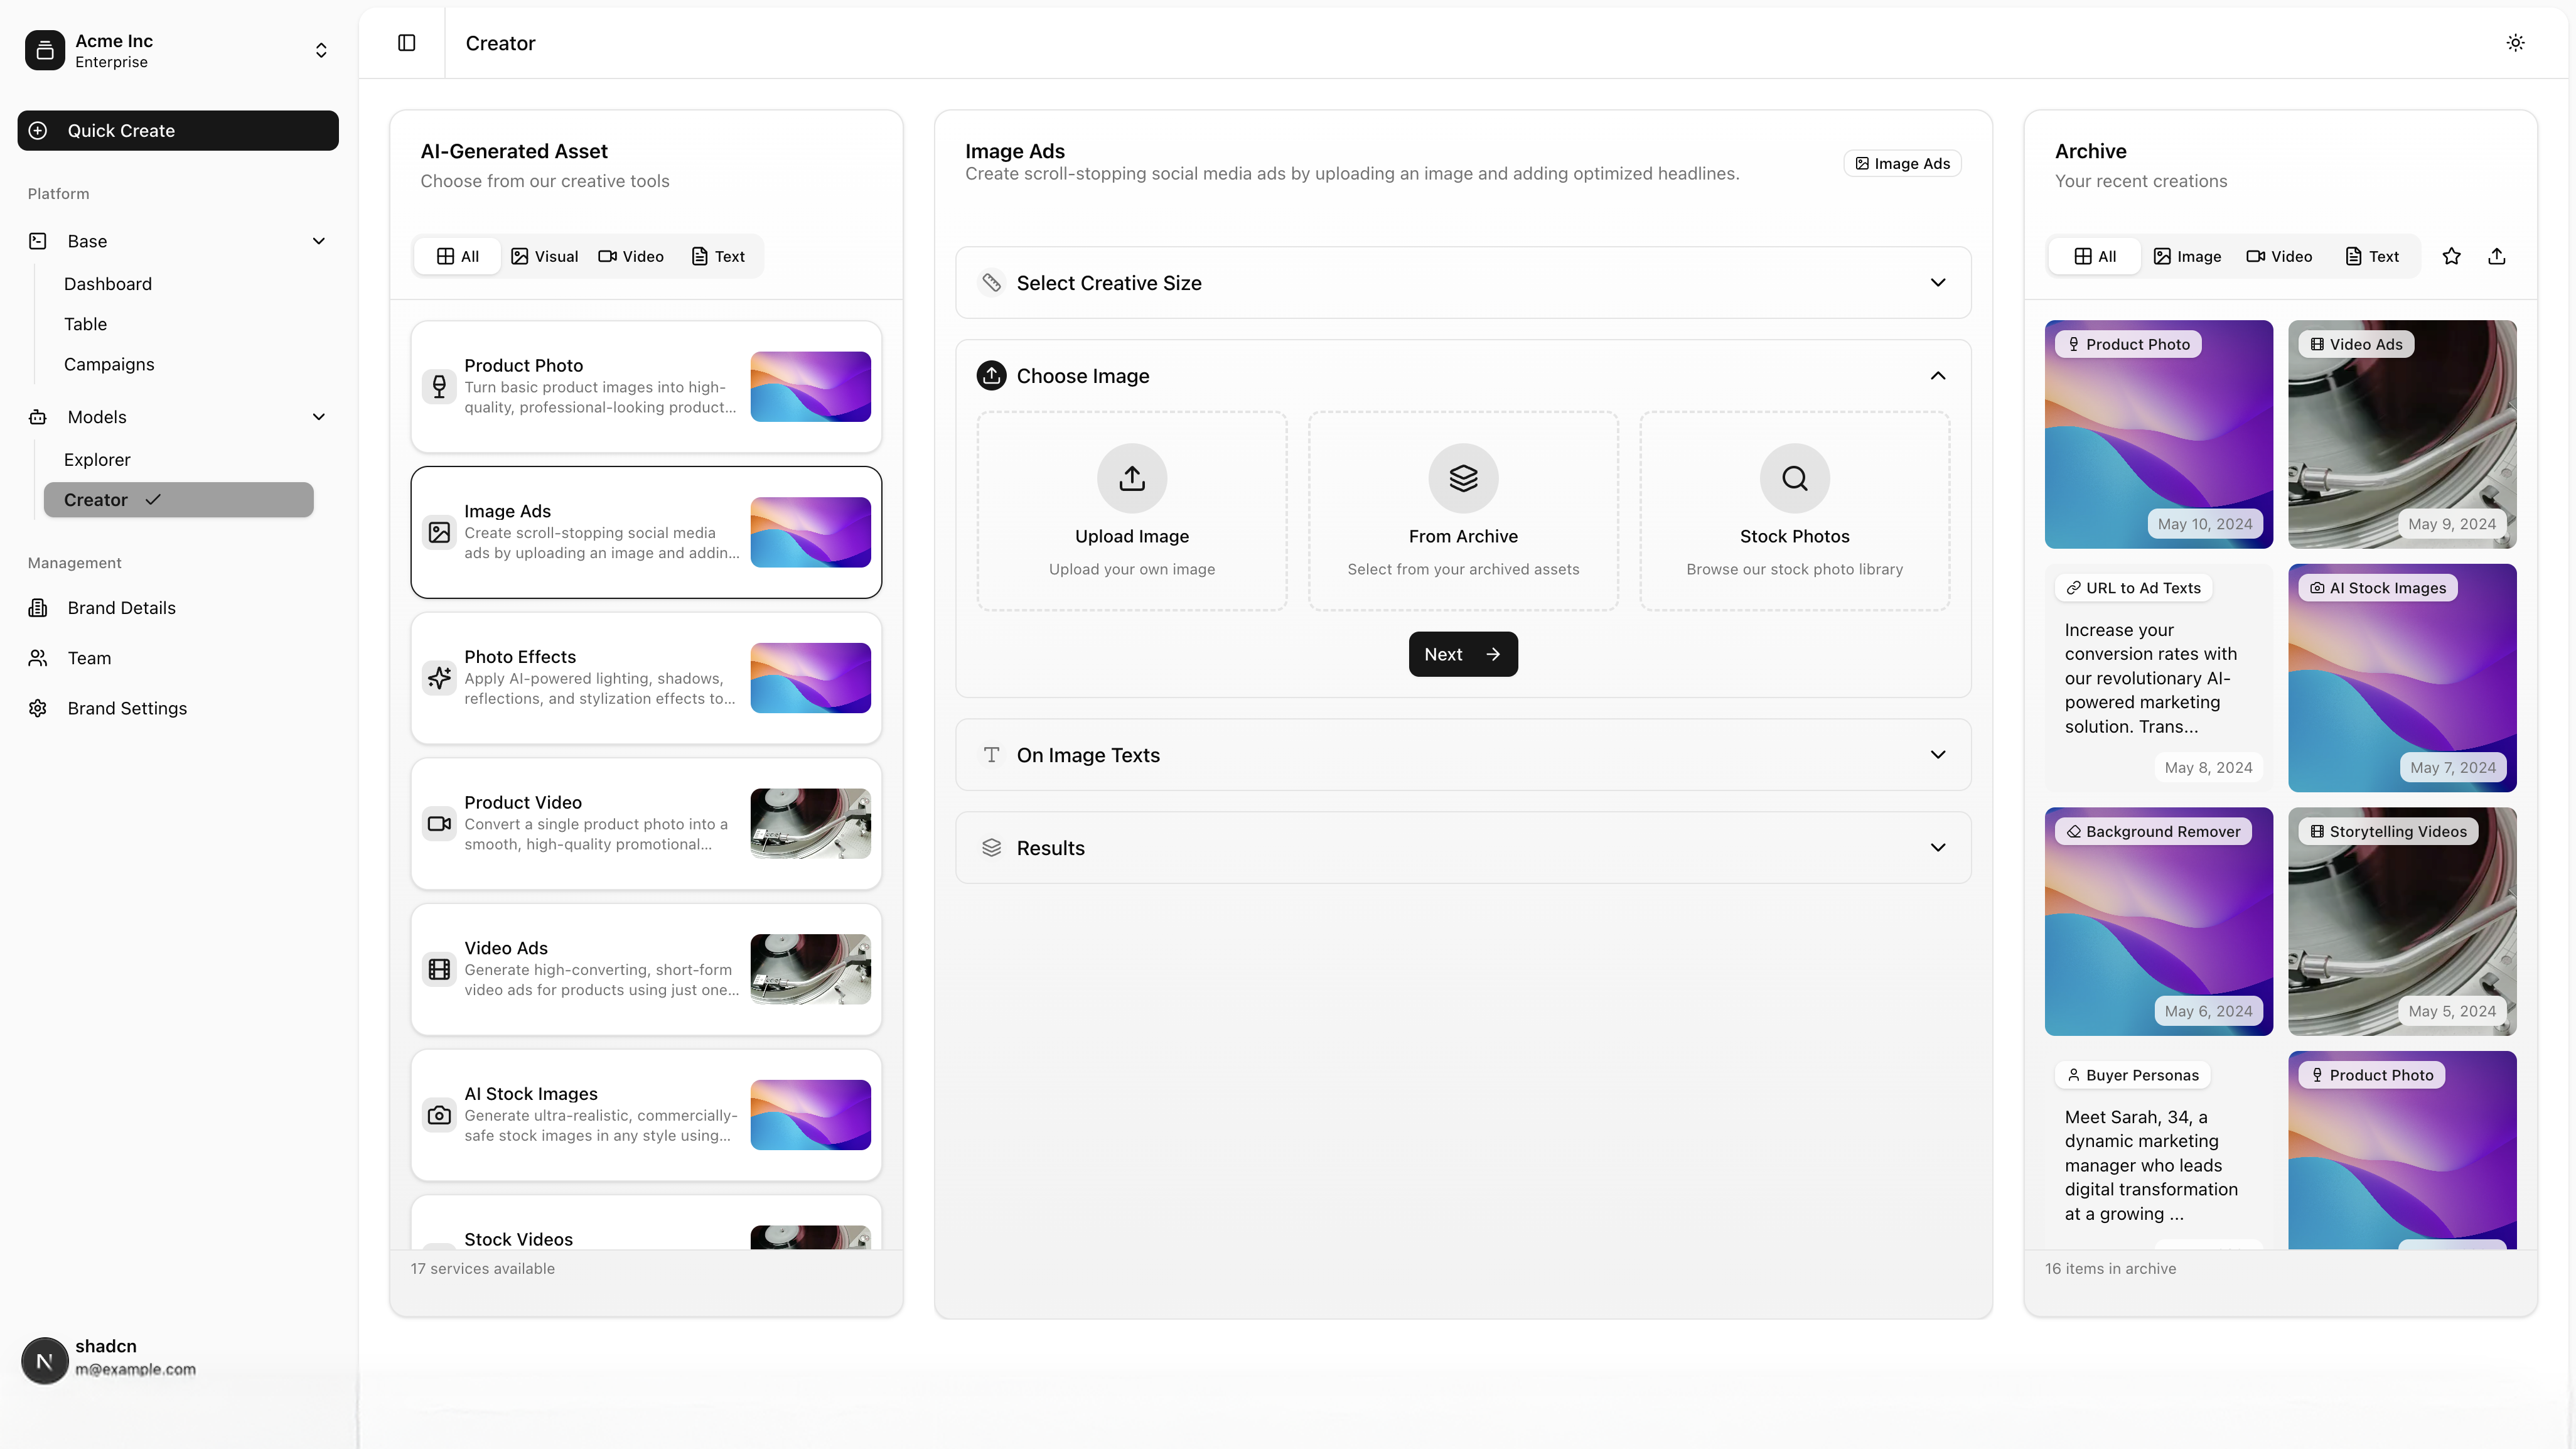 Acme Inc
Enterprise
Quick Create
Platform
Base
Dashboard
Table
Campaigns
Models
Explorer
Creator
Management
Brand Details
Team
Brand Settings
N
shadcn
m@example.com
Creator
AI-Generated Asset
Choose from our creative tools
All
Visual
Video
Text
Product Photo
Turn basic product images into high-
quality, professional-looking product...
Image Ads
Create scroll-stopping social media
ads by uploading an image and addin...
Photo Effects
Apply AI-powered lighting, shadows,
reflections, and stylization effects to...
Product Video
Convert a single product photo into a
smooth, high-quality promotional...
Video Ads
Generate high-converting, short-form
video ads for products using just one...
AI Stock Images
Generate ultra-realistic, commercially-
safe stock images in any style using...
Stock Videos
17 services available
Image Ads
Create scroll-stopping social media ads by uploading an image and adding optimized headlines.
Image Ads
Select Creative Size
Choose Image
Upload Image
Upload your own image
From Archive
Select from your archived assets
Stock Photos
Browse our stock photo library
Next
On Image Texts
Results
Archive
Your recent creations
All
Image
Video
Text
Product Photo
May 10, 2024
Video Ads
May 9, 2024
URL to Ad Texts
Increase your
conversion rates with
our revolutionary AI-
powered marketing
solution. Trans...
May 8, 2024
AI Stock Images
May 7, 2024
Background Remover
May 6, 2024
Storytelling Videos
May 5, 2024
Buyer Personas
Meet Sarah, 34, a
dynamic marketing
manager who leads
digital transformation
at a growing ...
Product Photo
16 items in archive